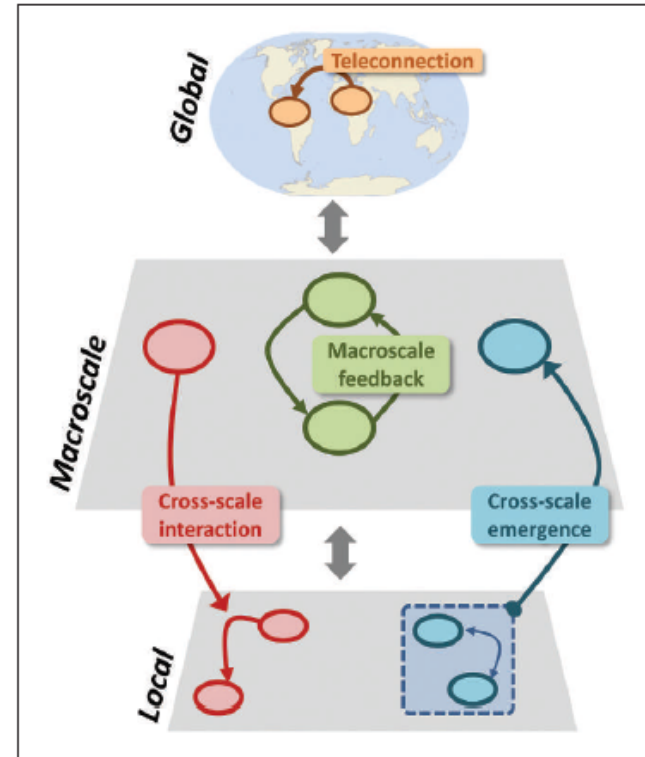 Teleconnection
Global
Macroscale
Macroscale
feedback
Cross-scale
interaction
Cross-scale
emergence
Local